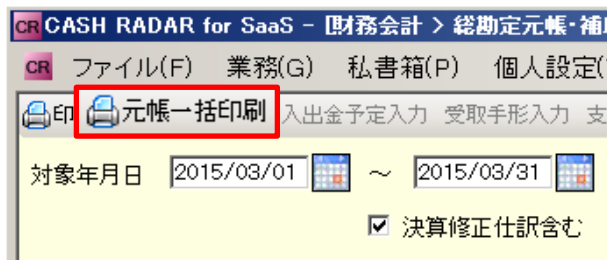 CR CASH RADAR for SaaS - [財務会計 > 総勘定元帳・補
CR ファイル(F) 業務(G) 私書箱(P) 個人設定(
印 元帳一括印刷 入出金予定入力 受取手形入力 支
対象年月日 2015/03/01 ～ 2015/03/31
決算修正仕訳含む